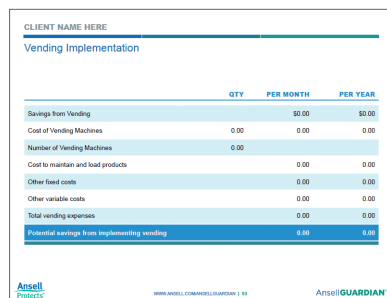 CLIENT NAME HERE
Vending Implementation
QTY PER MONTH PER YEAR
Savings from Vending $0.00 $0.00
Cost of Vending Machines 0.00 0.00 0.00
Number of Vending Machines 0.00
Cost to maintain and load products 0.00 0.00
Other fixed costs 0.00 0.00
Other variable costs 0.00 0.00
Total vending expenses 0.00 0.00
Potential savings from implementing vending 0.00 0.00
Ansell
Protects™
WWW.ANSELL.COM/ANSELLGUARDIAN |
AnsellGUARDIAN®